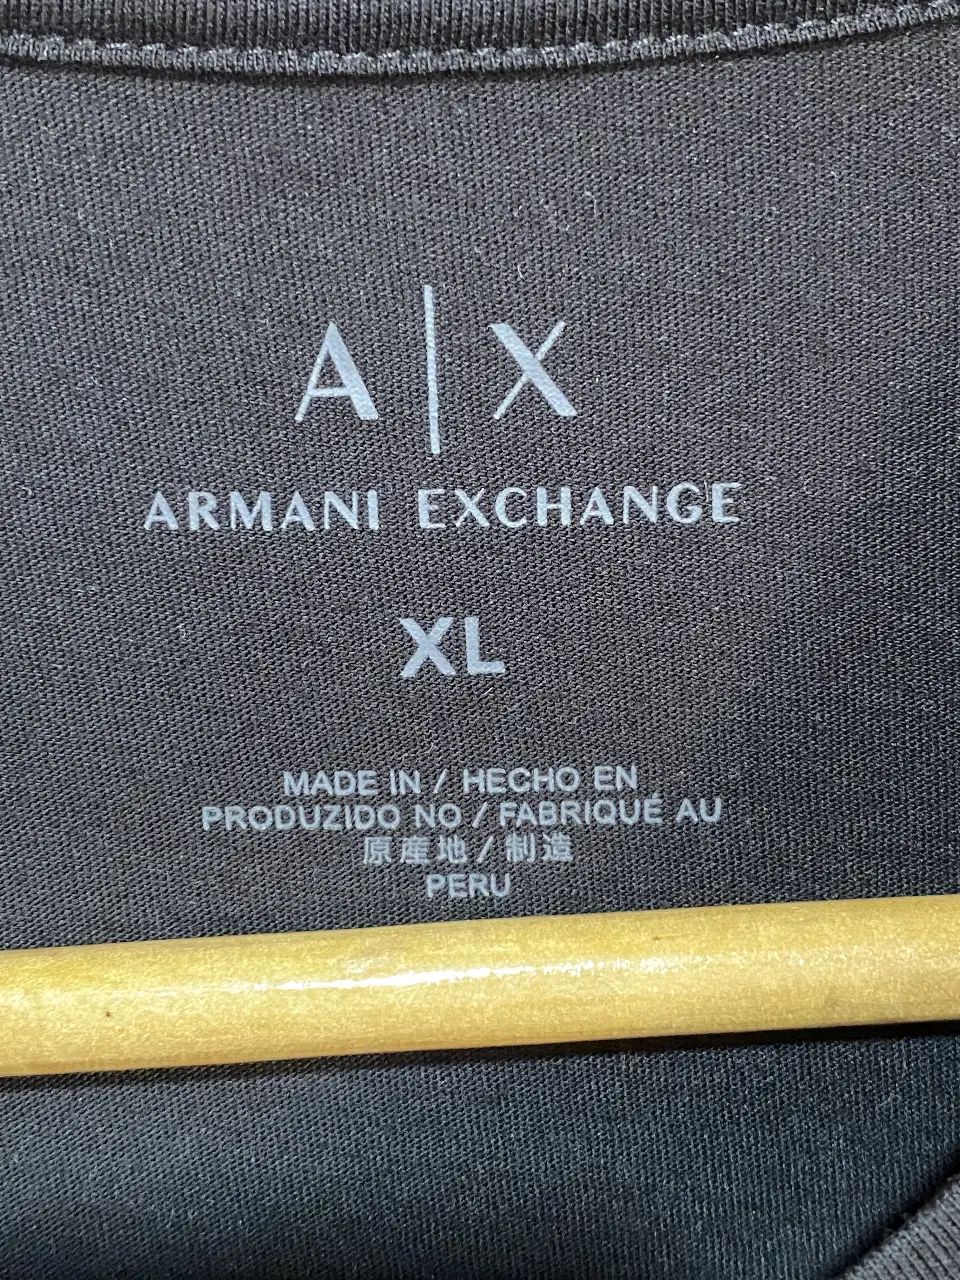 A|X
ARMANI EXCHANGE
XL
MADE IN / HECHO EN
PRODUZIDO NO / FABRIQUÉ AU
原産地 / 制造
PERU